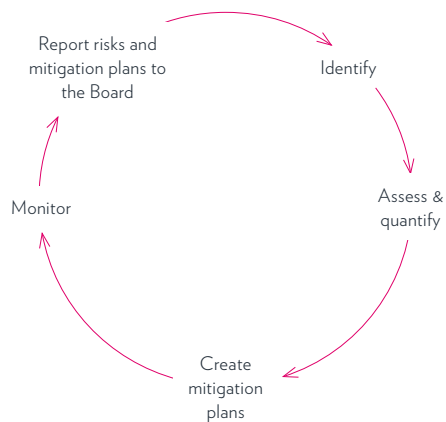 Report risks and
mitigation plans to
the Board
Identify
Assess &
quantify
Create
mitigation
plans
Monitor